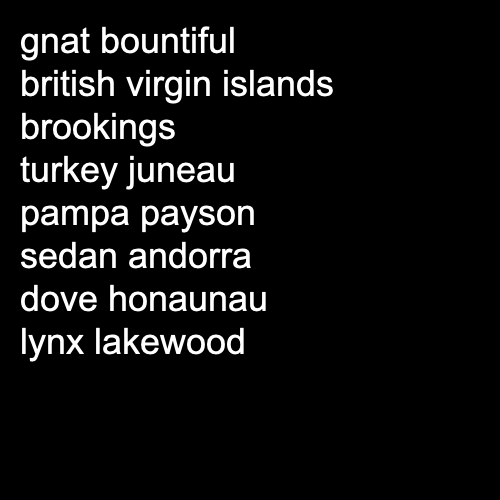 gnat bountiful
british virgin islands
brookings
turkey juneau
pampa payson
sedan andorra
dove honaunau
lynx lakewood